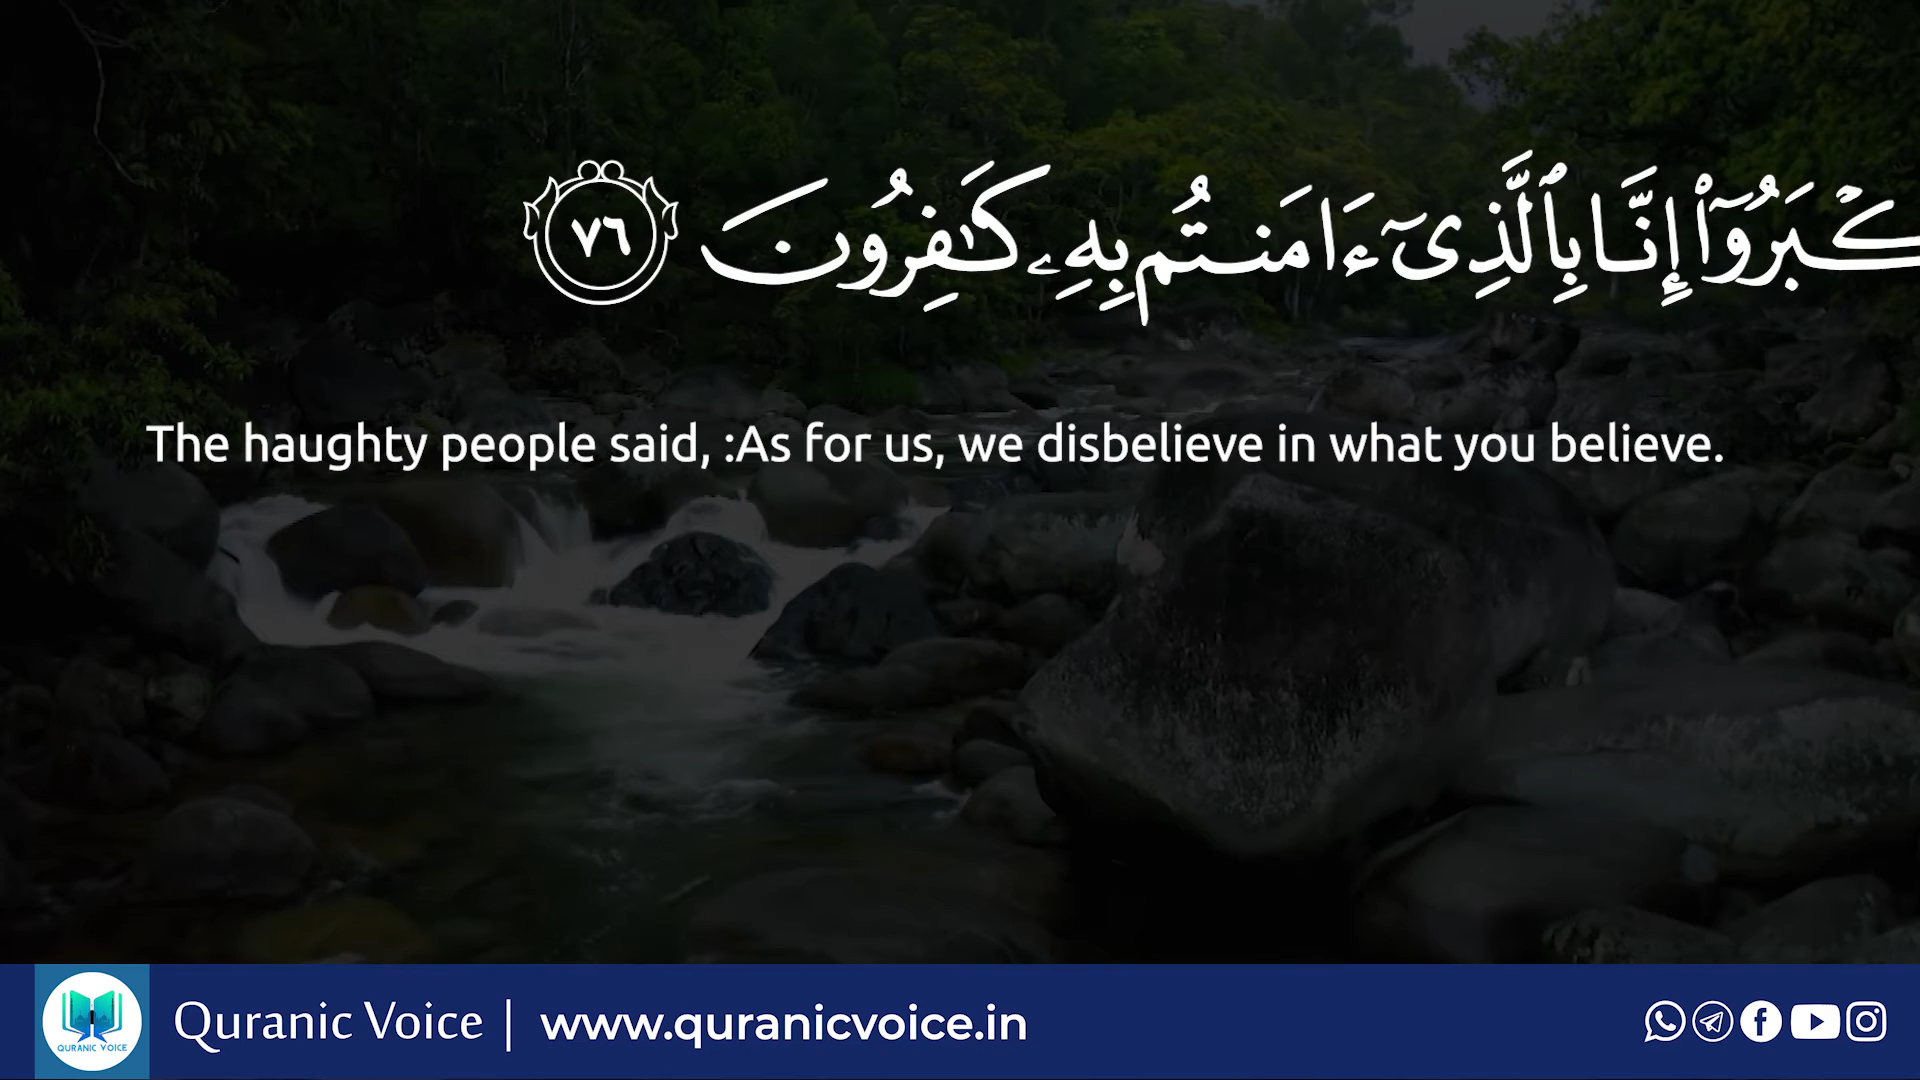 كۡبَرُوٓاْ إِنَّا بِٱلَّذِىٓ ءَامَنتُم بِهِۦ كَٰفِرُونَ ٧٦
The haughty people said, :As for us, we disbelieve in what you believe.
QURANIC VOICE
Quranic Voice | www.quranicvoice.in